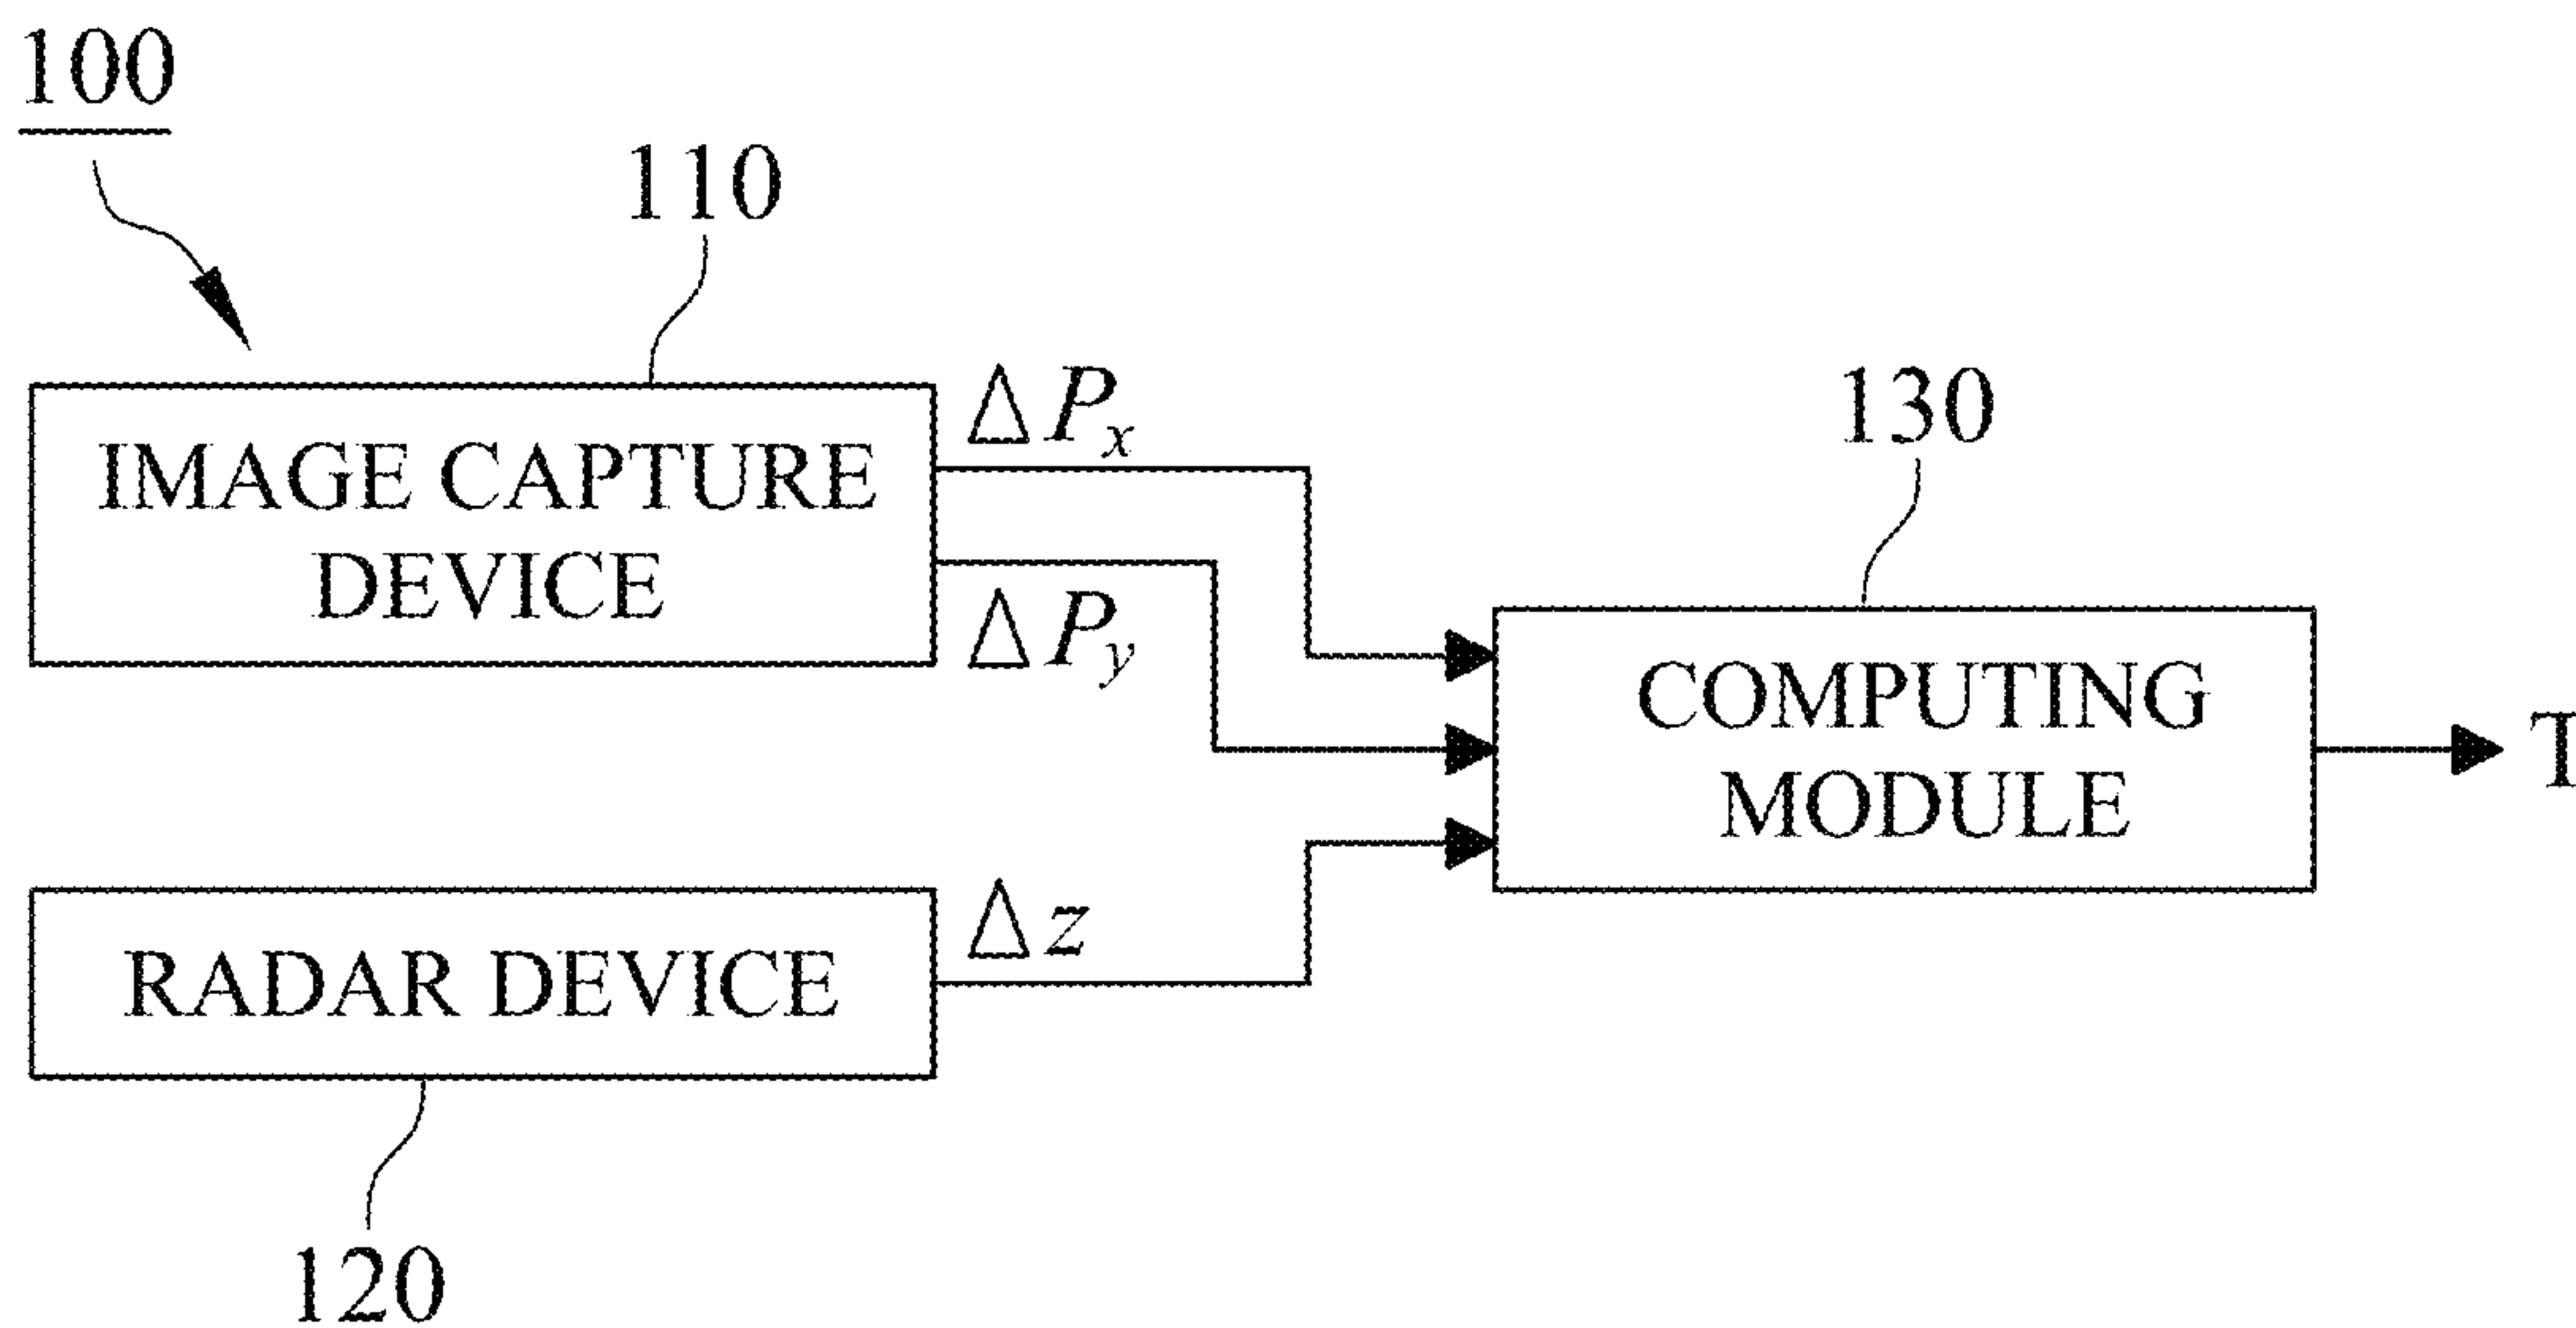 100
110
ΔPx
130
IMAGE CAPTURE
DEVICE
ΔPy
COMPUTING
MODULE
T
Δz
RADAR DEVICE
120